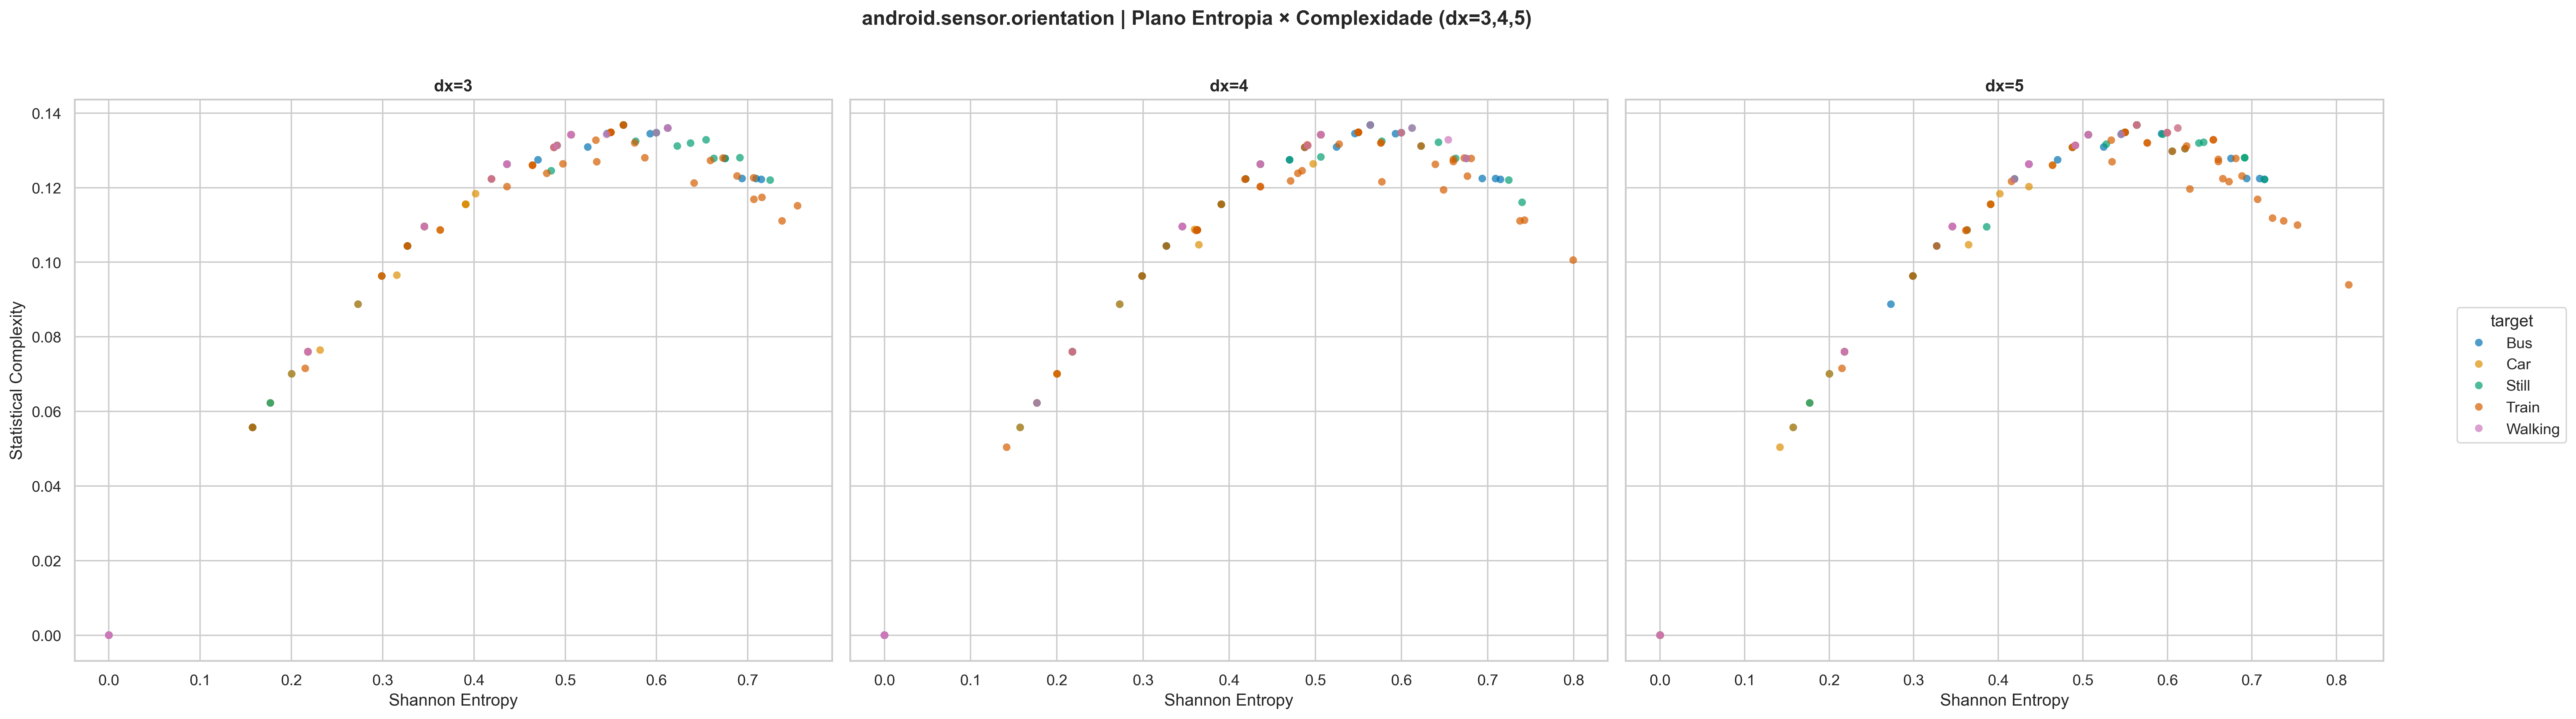 android.sensor.orientation | Plano Entropia × Complexidade (dx=3,4,5)
dx=3
dx=4
dx=5
Statistical Complexity
0.14
0.12
0.10
0.08
0.06
0.04
0.02
0.00
0.0 0.1 0.2 0.3 0.4 0.5 0.6 0.7
Shannon Entropy
0.0 0.1 0.2 0.3 0.4 0.5 0.6 0.7 0.8
Shannon Entropy
0.0 0.1 0.2 0.3 0.4 0.5 0.6 0.7 0.8
Shannon Entropy
target
Bus
Car
Still
Train
Walking